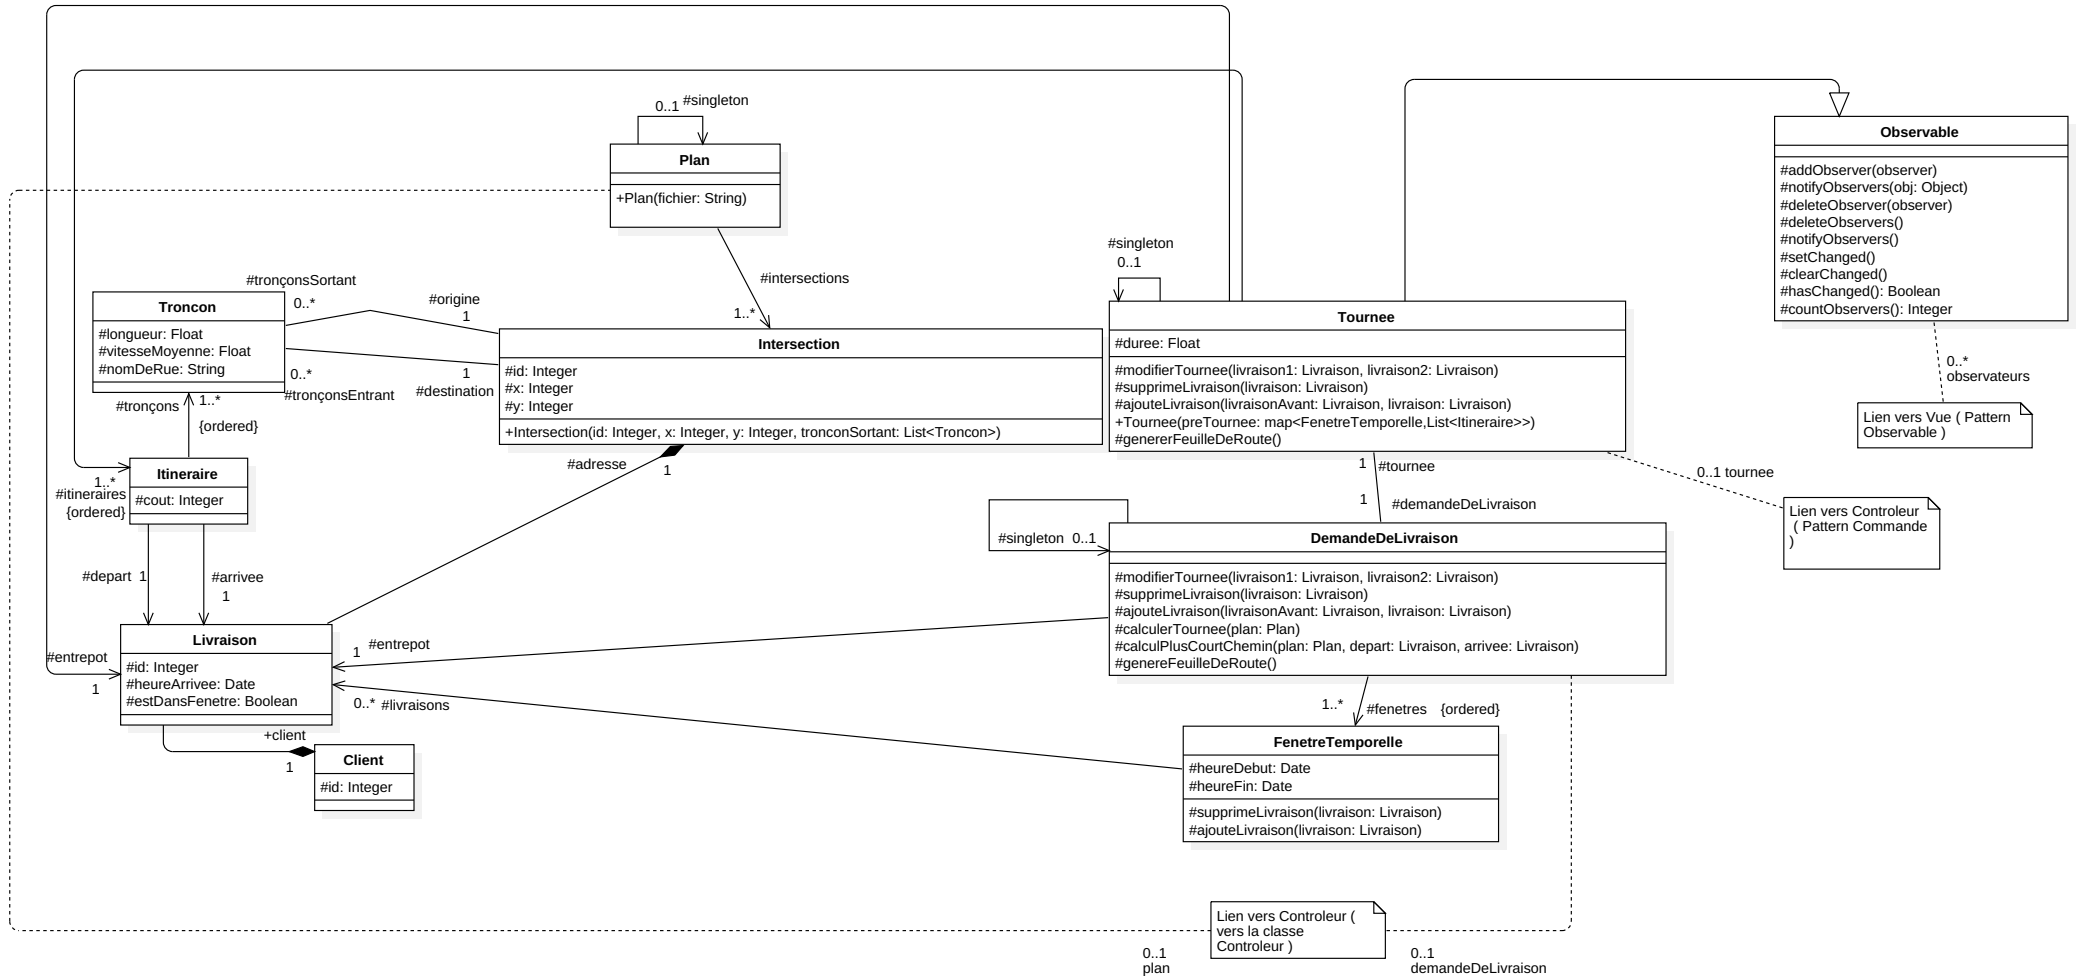 0..1 #singleton
Plan
+Plan(fichier: String)
Observable
#addObserver(observer)
#notifyObservers(obj: Object)
#deleteObserver(observer)
#deleteObservers()
#notifyObservers()
#setChanged()
#clearChanged()
#hasChanged(): Boolean
#countObservers(): Integer
0..*
observateurs
Lien vers Vue ( Pattern
Observable )
#singleton
0..1
#intersections
1..*
#tronçonsSortant
0..*
#origine
1
Troncon
#longueur: Float
#vitesseMoyenne: Float
#nomDeRue: String
0..*
#tronçonsEntrant
1
#destination
Intersection
#id: Integer
#x: Integer
#y: Integer
+Intersection(id: Integer, x: Integer, y: Integer, tronconSortant: List<Troncon>)
Tournee
#duree: Float
#modifierTournee(livraison1: Livraison, livraison2: Livraison)
#supprimeLivraison(livraison: Livraison)
#ajouteLivraison(livraisonAvant: Livraison, livraison: Livraison)
+Tournee(preTournee: map<FenetreTemporelle,List<Itineraire>>)
#genererFeuilleDeRoute()
#tronçons 1..*
{ordered}
#adresse
1
1 #tournee
1 #demandeDeLivraison
0..1 tournee
Lien vers Controleur
( Pattern Commande
)
Itineraire
#cout: Integer
1..*
#itineraires
{ordered}
#singleton 0..1
DemandeDeLivraison
#modifierTournee(livraison1: Livraison, livraison2: Livraison)
#supprimeLivraison(livraison: Livraison)
#ajouteLivraison(livraisonAvant: Livraison, livraison: Livraison)
#calculerTournee(plan: Plan)
#calculPlusCourtChemin(plan: Plan, depart: Livraison, arrivee: Livraison)
#genereFeuilleDeRoute()
#depart 1
#arrivee
1
Livraison
#id: Integer
#heureArrivee: Date
#estDansFenetre: Boolean
#entrepot
1
1 #entrepot
0..* #livraisons
1..* #fenetres {ordered}
+client
1
Client
#id: Integer
FenetreTemporelle
#heureDebut: Date
#heureFin: Date
#supprimeLivraison(livraison: Livraison)
#ajouteLivraison(livraison: Livraison)
Lien vers Controleur (
vers la classe
Controleur )
0..1
plan
0..1
demandeDeLivraison